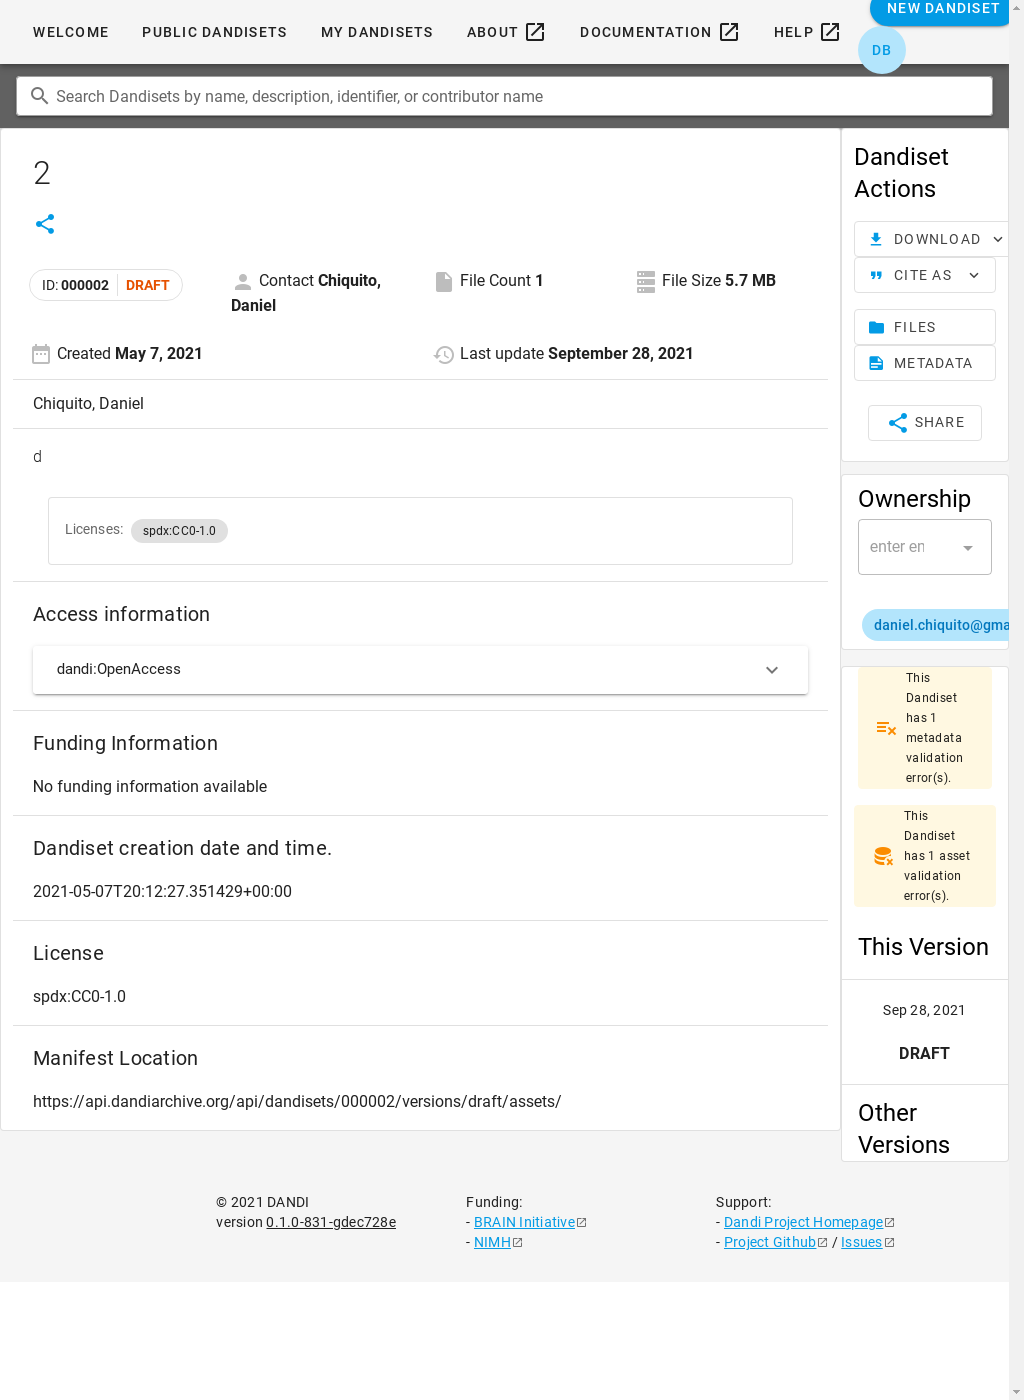 WELCOME
PUBLIC DANDISETS
MY DANDISETS
ABOUT
DOCUMENTATION
HELP
NEW DANDISET
DB
Search Dandisets by name, description, identifier, or contributor name
2
ID: 000002 DRAFT
Contact Chiquito,
Daniel
File Count 1
File Size 5.7 MB
Created May 7, 2021
Last update September 28, 2021
Chiquito, Daniel
d
Licenses: spdx:CC0-1.0
Access information
dandi:OpenAccess
Funding Information
No funding information available
Dandiset creation date and time.
2021-05-07T20:12:27.351429+00:00
License
spdx:CC0-1.0
Manifest Location
https://api.dandiarchive.org/api/dandisets/000002/versions/draft/assets/
Dandiset
Actions
DOWNLOAD
CITE AS
FILES
METADATA
SHARE
Ownership
enter en
daniel.chiquito@gma
This
Dandiset
has 1
metadata
validation
error(s).
This
Dandiset
has 1 asset
validation
error(s).
This Version
Sep 28, 2021
DRAFT
Other
Versions
© 2021 DANDI
version 0.1.0-831-gdec728e
Funding:
- BRAIN Initiative
- NIMH
Support:
- Dandi Project Homepage
- Project Github / Issues